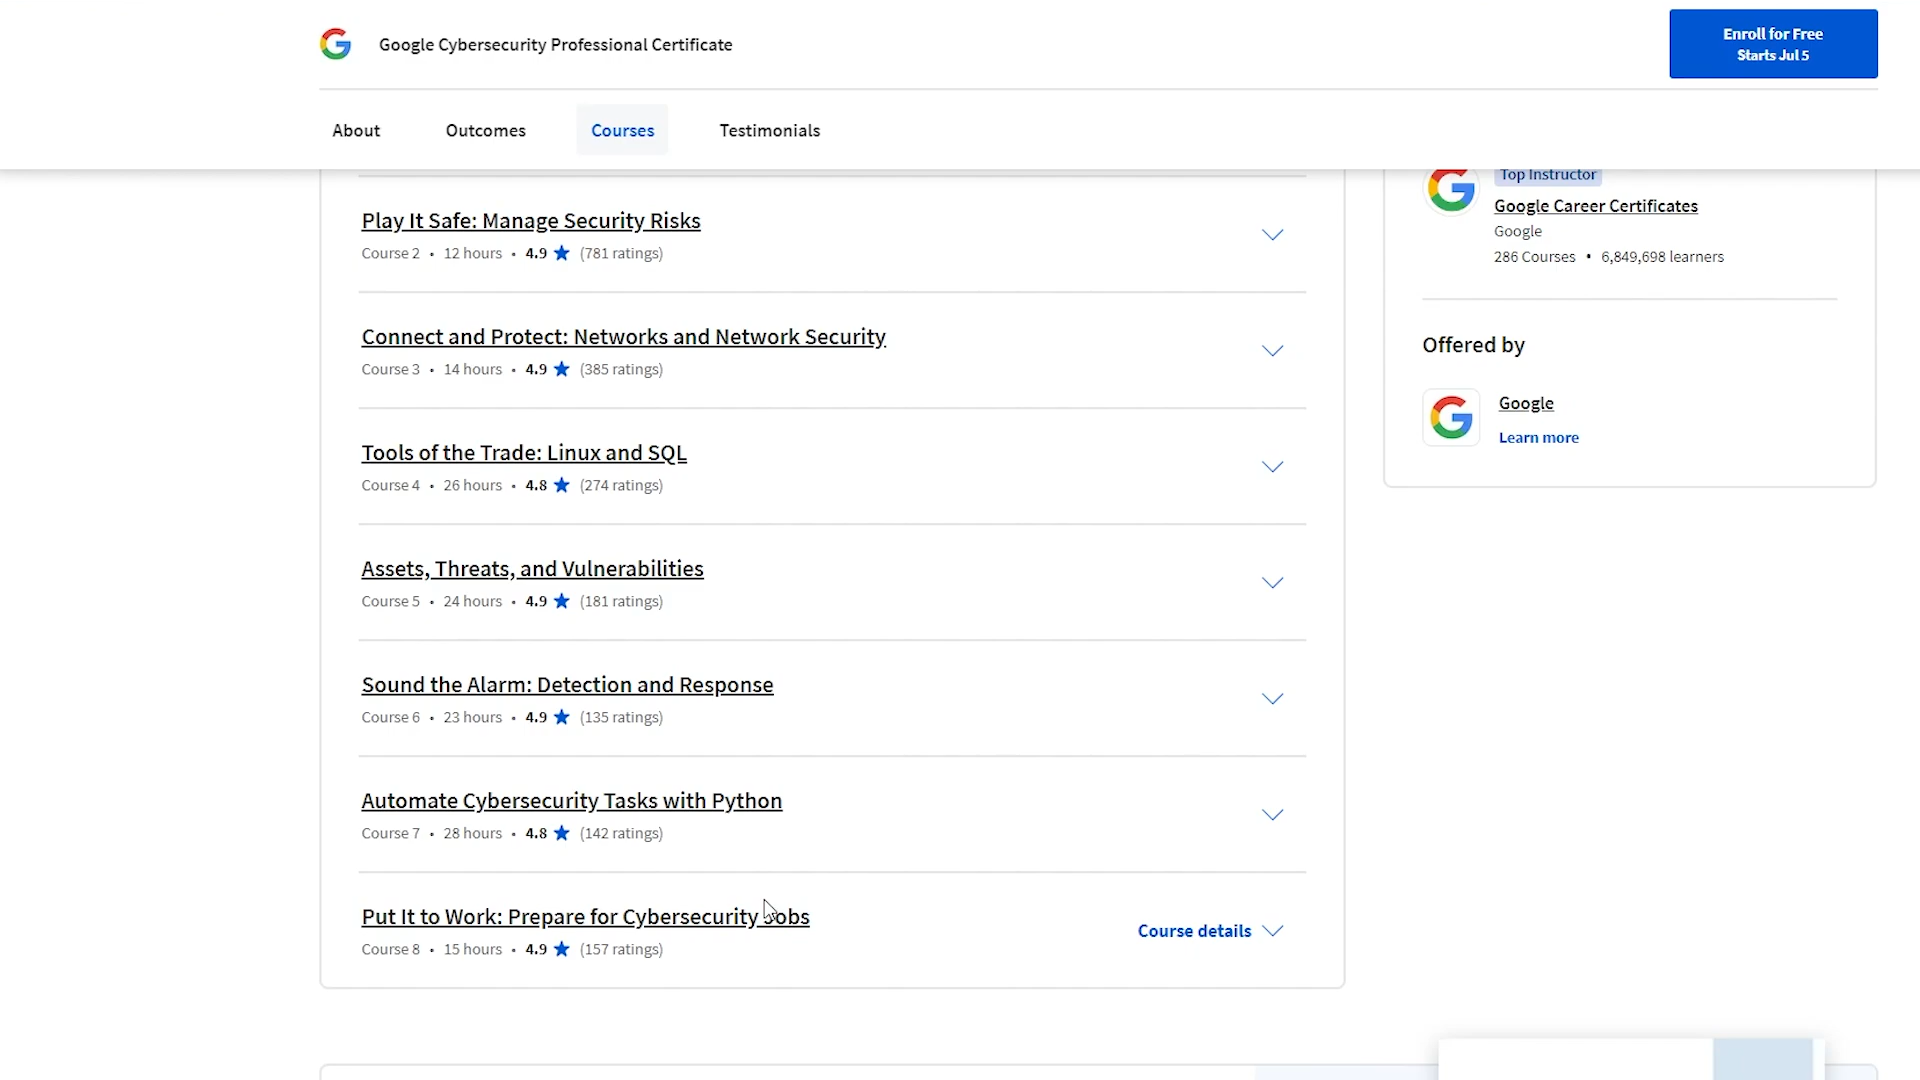 Google Cybersecurity Professional Certificate
Enroll for Free
Starts Jul 5
About
Outcomes
Courses
Testimonials
Play It Safe: Manage Security Risks
Course 2 • 12 hours • 4.9 ★ (781 ratings)
Connect and Protect: Networks and Network Security
Course 3 • 14 hours • 4.9 ★ (385 ratings)
Tools of the Trade: Linux and SQL
Course 4 • 26 hours • 4.8 ★ (274 ratings)
Assets, Threats, and Vulnerabilities
Course 5 • 24 hours • 4.9 ★ (181 ratings)
Sound the Alarm: Detection and Response
Course 6 • 23 hours • 4.9 ★ (135 ratings)
Automate Cybersecurity Tasks with Python
Course 7 • 28 hours • 4.8 ★ (142 ratings)
Put It to Work: Prepare for Cybersecurity Jobs
Course 8 • 15 hours • 4.9 ★ (157 ratings)
Course details
Top Instructor
Google Career Certificates
Google
286 Courses • 6,849,698 learners
Offered by
Google
Learn more